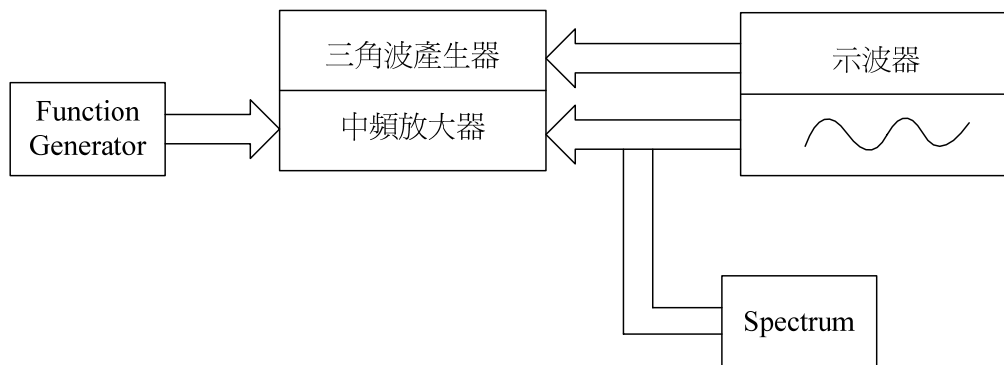 三角波產生器
示波器
Function
Generator
中頻放大器
Spectrum